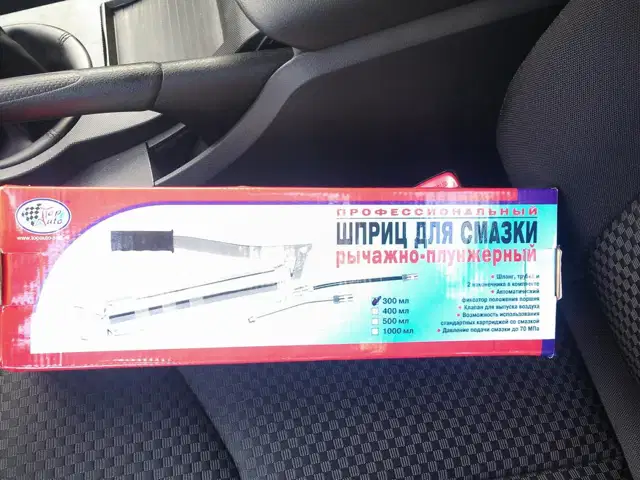 Top Auto
ПРОФЕССИОНАЛЬНЫЙ
ШПРИЦ ДЛЯ СМАЗКИ
рычажно-плунжерный
• Шланг, трубка и
2 наконечника в комплекте
• Автоматический
фиксатор положения поршня
• Клапан для выпуска воздуха
• Возможность использования
стандартных картриджей со смазкой
• Давление подачи смазки до 70 МПа
300 мл
400 мл
500 мл
1000 мл